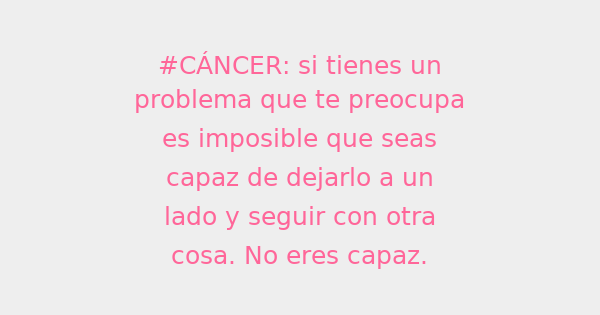 #CÁNCER: si tienes un
problema que te preocupa
es imposible que seas
capaz de dejarlo a un
lado y seguir con otra
cosa. No eres capaz.